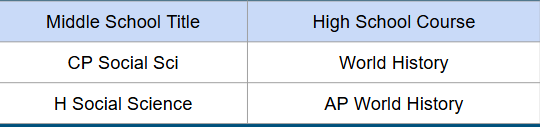 Middle School Title High School Course
CP Social Sci World History
H Social Science AP World History